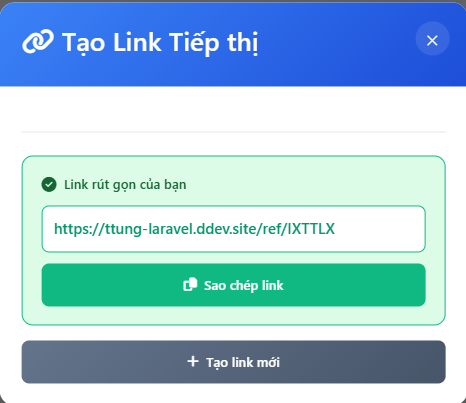 Tạo Link Tiếp thị
Link rút gọn của bạn
https://ttung-laravel.ddev.site/ref/IXTTLX
Sao chép link
Tạo link mới